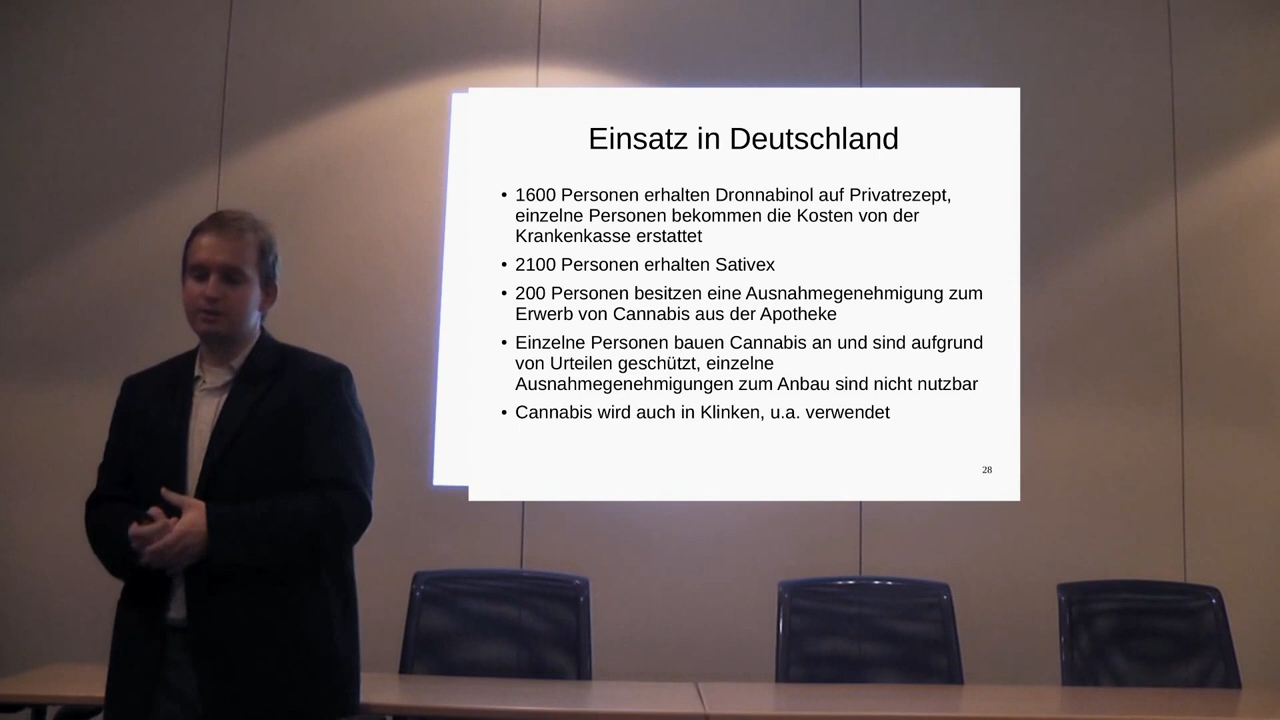 Einsatz in Deutschland
• 1600 Personen erhalten Dronnabinol auf Privatrezept,
einzelne Personen bekommen die Kosten von der
Krankenkasse erstattet
• 2100 Personen erhalten Sativex
• 200 Personen besitzen eine Ausnahmegenehmigung zum
Erwerb von Cannabis aus der Apotheke
• Einzelne Personen bauen Cannabis an und sind aufgrund
von Urteilen geschützt, einzelne
Ausnahmegenehmigungen zum Anbau sind nicht nutzbar
• Cannabis wird auch in Klinken, u.a. verwendet
28